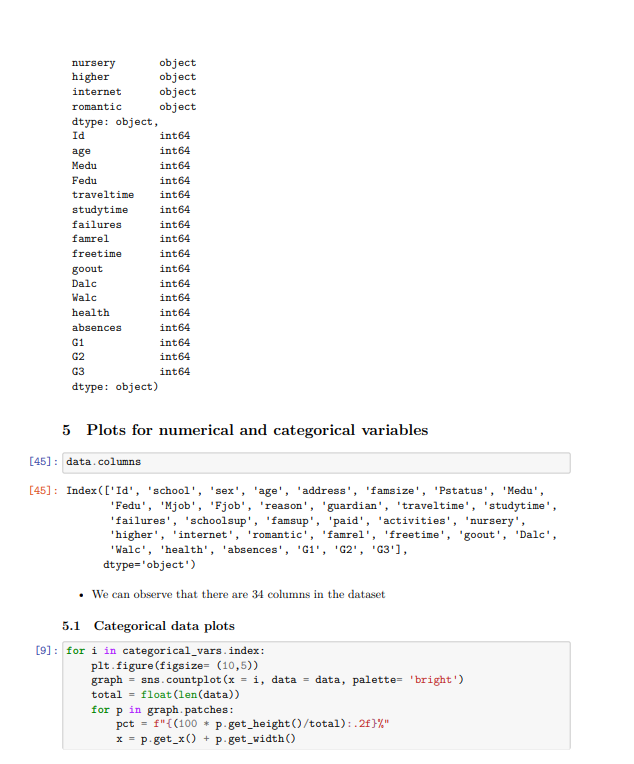 nursery object
higher object
internet object
romantic object
dtype: object,
Id int64
age int64
Medu int64
Fedu int64
traveltime int64
studytime int64
failures int64
famrel int64
freetime int64
goout int64
Dalc int64
Walc int64
health int64
absences int64
G1 int64
G2 int64
G3 int64
dtype: object)
5 Plots for numerical and categorical variables
[45]: data.columns
[45]: Index(['Id', 'school', 'sex', 'age', 'address', 'famsize', 'Pstatus', 'Medu',
'Fedu', 'Mjob', 'Fjob', 'reason', 'guardian', 'traveltime', 'studytime',
'failures', 'schoolsup', 'famsup', 'paid', 'activities', 'nursery',
'higher', 'internet', 'romantic', 'famrel', 'freetime', 'goout', 'Dalc',
'Walc', 'health', 'absences', 'G1', 'G2', 'G3'],
dtype='object')
• We can observe that there are 34 columns in the dataset
5.1 Categorical data plots
[9]: for i in categorical_vars.index:
plt.figure(figsize= (10,5))
graph = sns.countplot(x = i, data = data, palette= 'bright')
total = float(len(data))
for p in graph.patches:
pct = f"{(100 * p.get_height()/total):.2f}%"
x = p.get_x() + p.get_width()